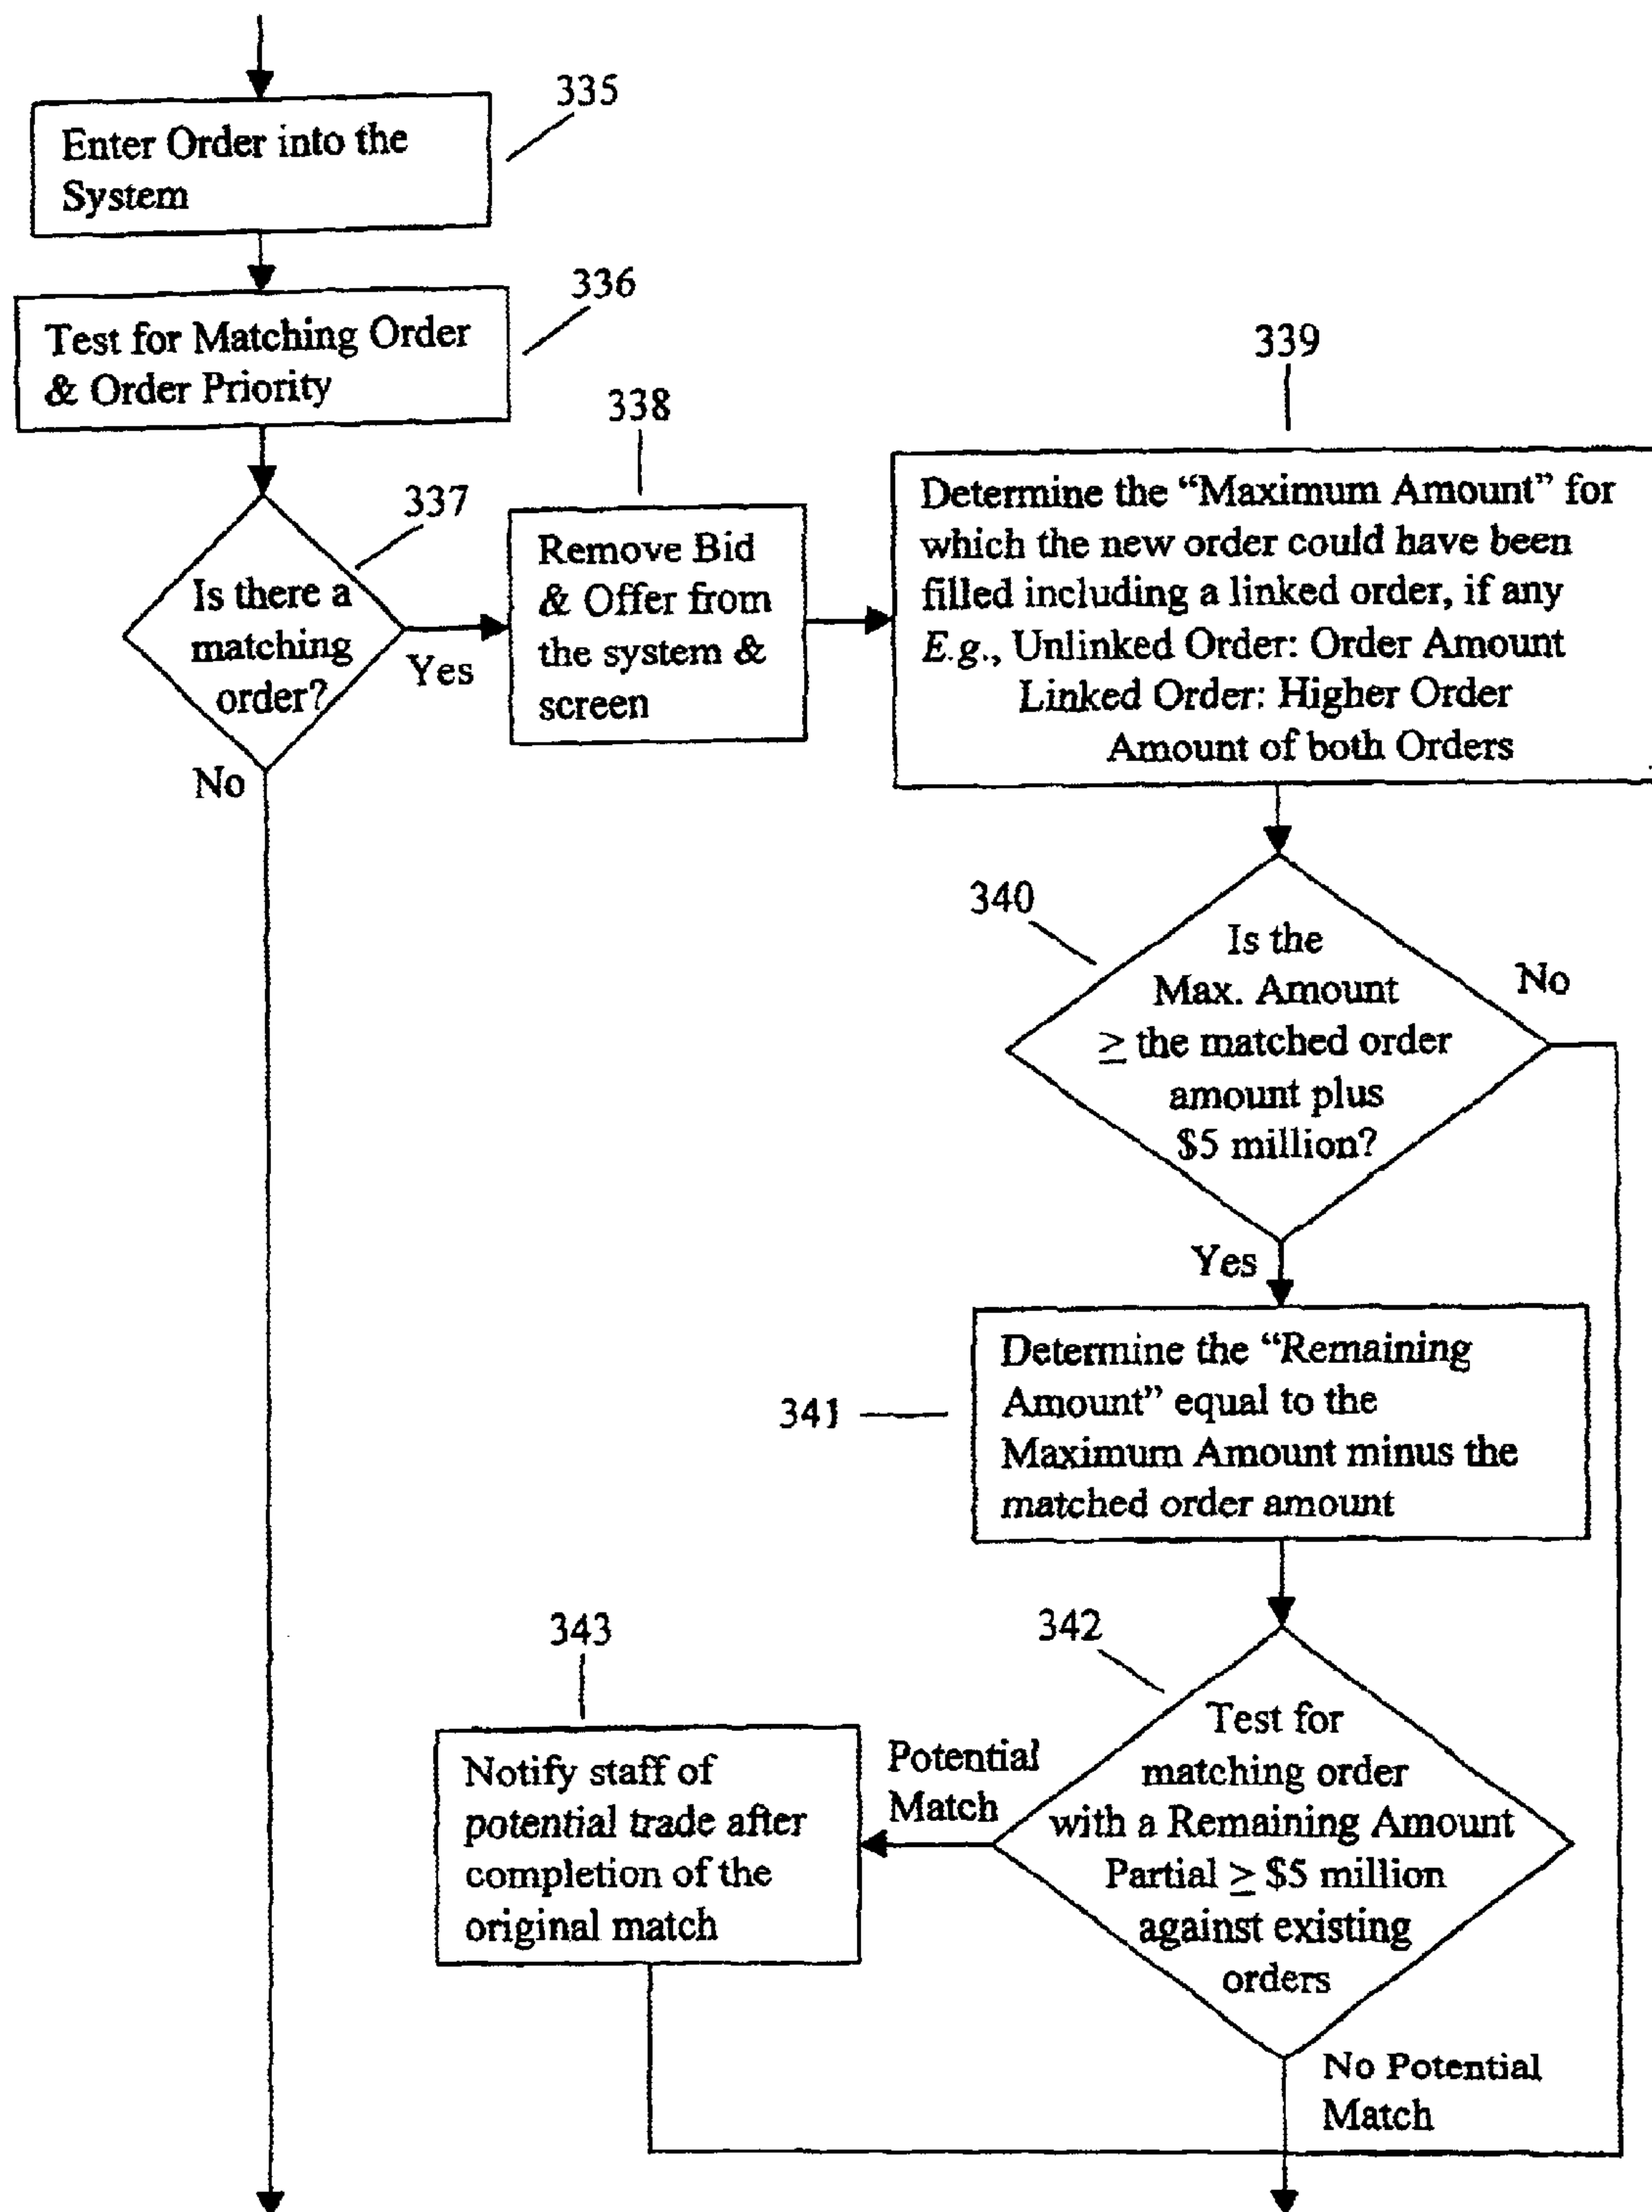 335
Enter Order into the
System
336
Test for Matching Order
& Order Priority
337
Is there a
matching
order?
Yes
No
338
Remove Bid
& Offer from
the system &
screen
339
Determine the “Maximum Amount” for
which the new order could have been
filled including a linked order, if any
E.g., Unlinked Order: Order Amount
Linked Order: Higher Order
Amount of both Orders
340
Is the
Max. Amount
≥ the matched order
amount plus
$5 million?
No
Yes
341
Determine the “Remaining
Amount” equal to the
Maximum Amount minus the
matched order amount
342
Test for
matching order
with a Remaining Amount
Partial ≥ $5 million
against existing
orders
Potential
Match
343
Notify staff of
potential trade after
completion of the
original match
No Potential
Match